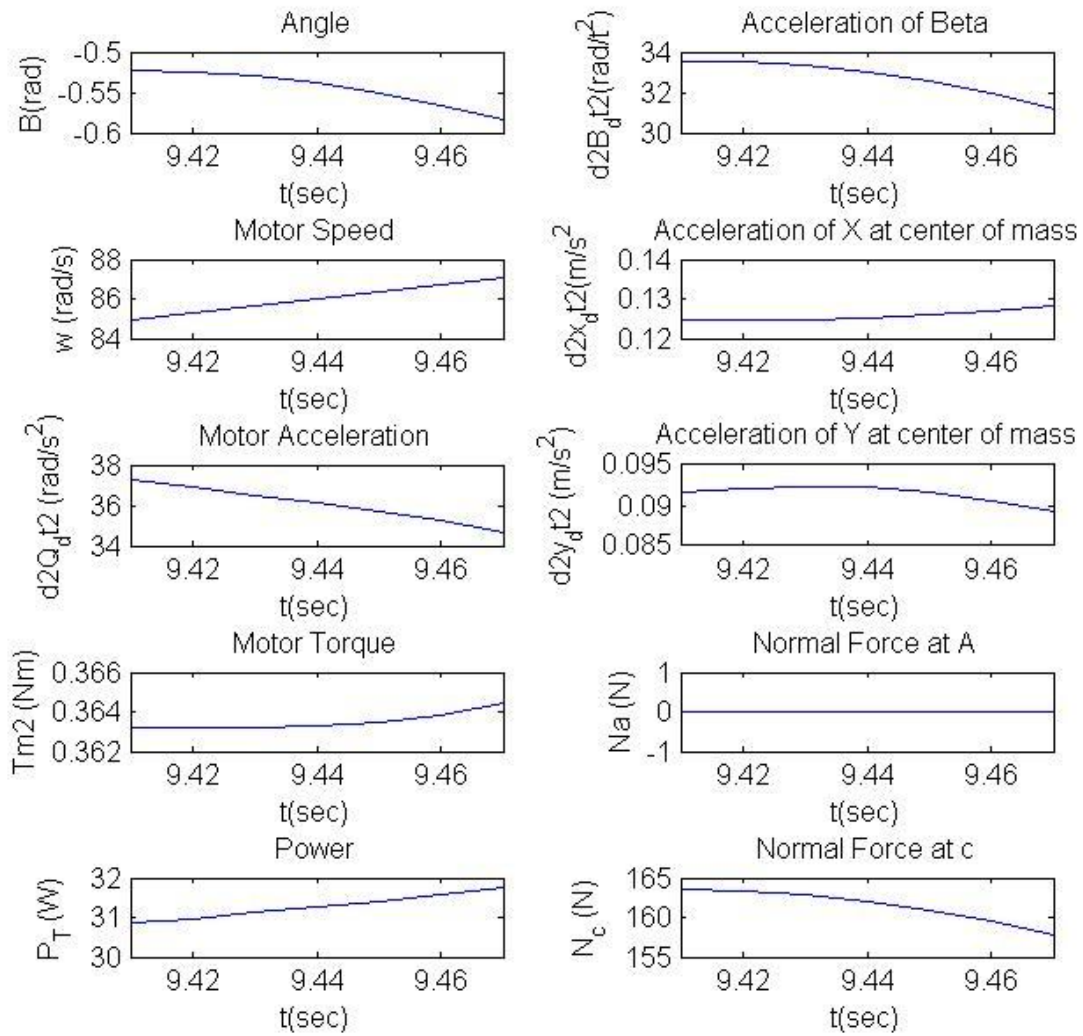 Angle
-0.5
-0.55
-0.6
B(rad)
9.42 9.44 9.46
t(sec)
Acceleration of Beta
34
32
30
d2B_dt2(rad/t^2)
9.42 9.44 9.46
t(sec)
Motor Speed
88
86
84
w (rad/s)
9.42 9.44 9.46
t(sec)
Acceleration of X at center of mass
0.14
0.13
0.12
d2x_dt2(m/s^2)
9.42 9.44 9.46
t(sec)
Motor Acceleration
38
36
34
d2Q_dt2 (rad/s^2)
9.42 9.44 9.46
t(sec)
Acceleration of Y at center of mass
0.095
0.09
0.085
d2y_dt2 (m/s^2)
9.42 9.44 9.46
t(sec)
Motor Torque
0.366
0.364
0.362
Tm2 (Nm)
9.42 9.44 9.46
t(sec)
Normal Force at A
1
0
-1
Na (N)
9.42 9.44 9.46
t(sec)
Power
32
31
30
P_T (W)
9.42 9.44 9.46
t(sec)
Normal Force at c
165
160
155
N_c (N)
9.42 9.44 9.46
t(sec)